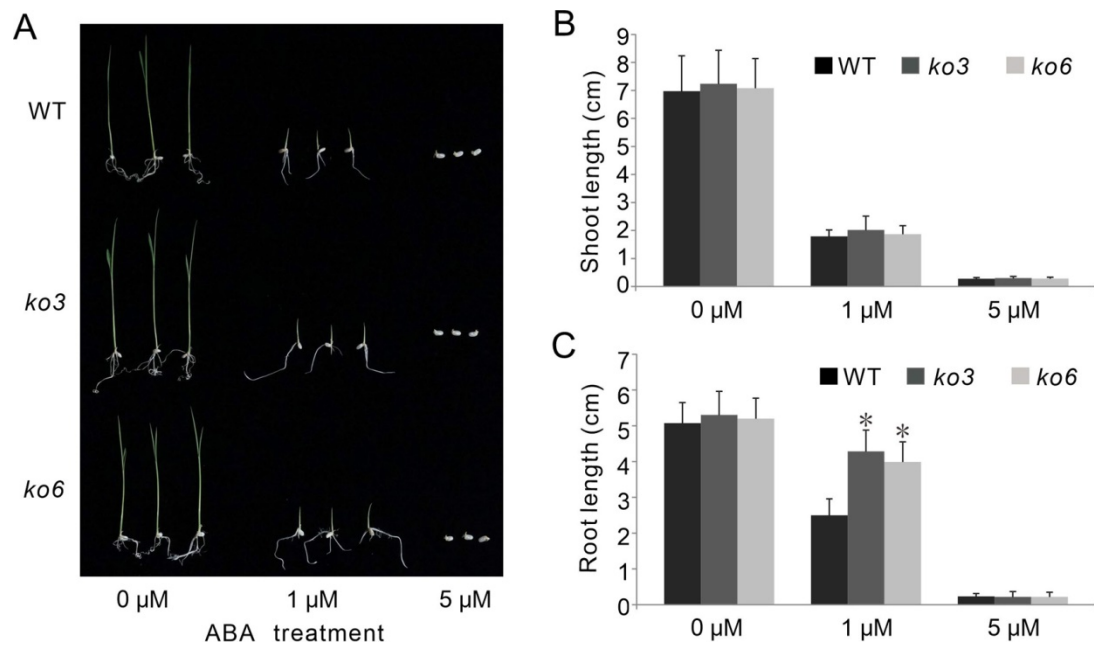 A
WT
ko3
ko6
0 μM 1 μM 5 μM
ABA treatment
B
Shoot length (cm)
9
8
7
6
5
4
3
2
1
0
WT ko3 ko6
0 μM 1 μM 5 μM
C
Root length (cm)
7
6
5
4
3
2
1
0
WT ko3 ko6
* *
0 μM 1 μM 5 μM